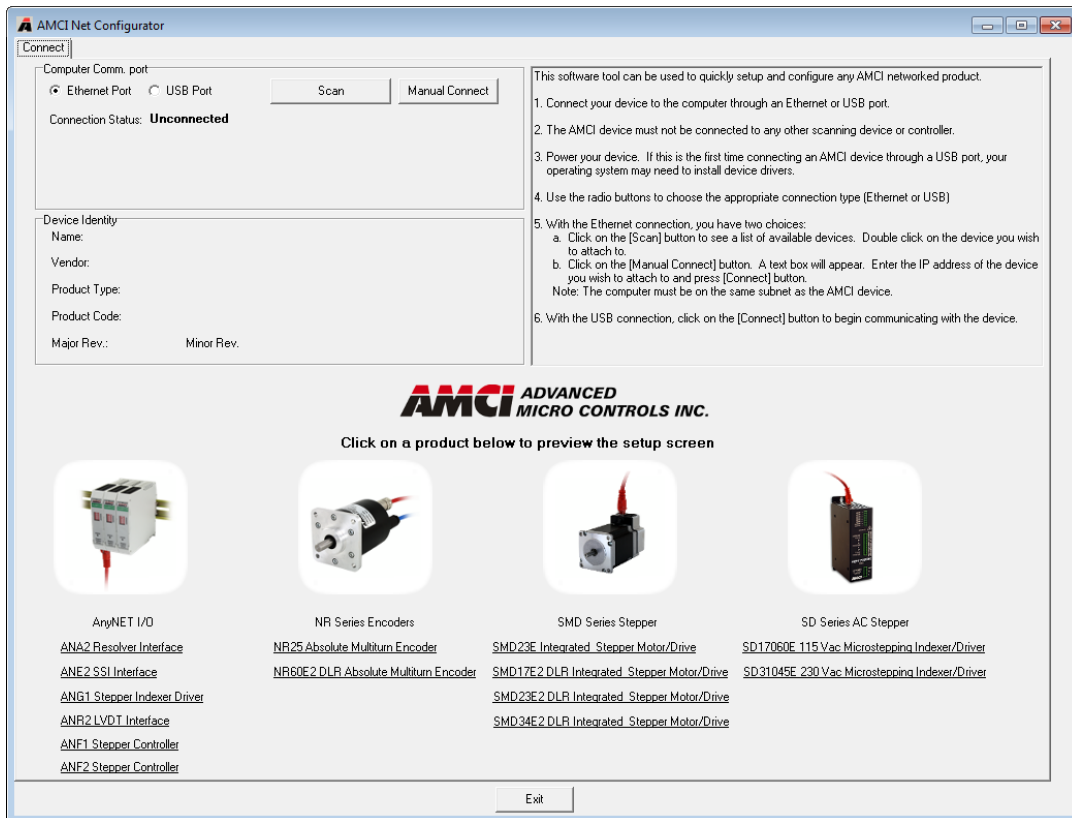 AMCI Net Configurator
Connect
Computer Comm. port
Ethernet Port USB Port Scan Manual Connect
Connection Status: Unconnected
Device Identity
Name:
Vendor:
Product Type:
Product Code:
Major Rev.: Minor Rev.
This software tool can be used to quickly setup and configure any AMCI networked product.
1. Connect your device to the computer through an Ethernet or USB port.
2. The AMCI device must not be connected to any other scanning device or controller.
3. Power your device. If this is the first time connecting an AMCI device through a USB port, your
operating system may need to install device drivers.
4. Use the radio buttons to choose the appropriate connection type (Ethernet or USB)
5. With the Ethernet connection, you have two choices:
a. Click on the [Scan] button to see a list of available devices. Double click on the device you wish
to attach to.
b. Click on the [Manual Connect] button. A text box will appear. Enter the IP address of the device
you wish to attach to and press [Connect] button.
Note: The computer must be on the same subnet as the AMCI device.
6. With the USB connection, click on the [Connect] button to begin communicating with the device.
AMCI ADVANCED
MICRO CONTROLS INC.
Click on a product below to preview the setup screen
AnyNET I/O
ANA2 Resolver Interface
ANE2 SSI Interface
ANG1 Stepper Indexer Driver
ANR2 LVDT Interface
ANF1 Stepper Controller
ANF2 Stepper Controller
NR Series Encoders
NR25 Absolute Multiturn Encoder
NR60E2 DLR Absolute Multiturn Encoder
SMD Series Stepper
SMD23E Integrated Stepper Motor/Drive
SMD17E2 DLR Integrated Stepper Motor/Drive
SMD23E2 DLR Integrated Stepper Motor/Drive
SMD34E2 DLR Integrated Stepper Motor/Drive
AMCI
SD Series AC Stepper
SD17060E 115 Vac Microstepping Indexer/Driver
SD31045E 230 Vac Microstepping Indexer/Driver
Exit